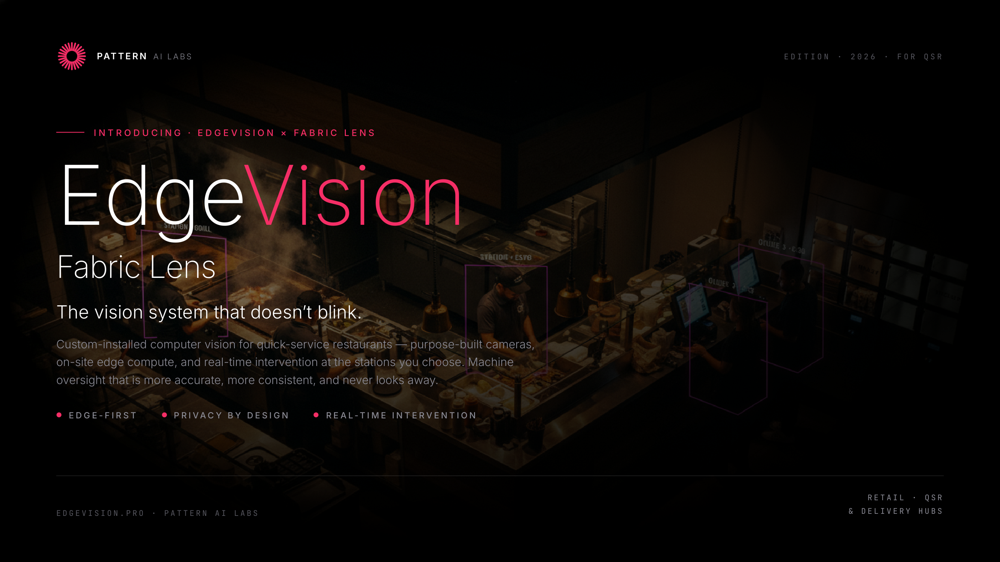 PATTERN AI LABS
EDITION · 2026 · FOR QSR
INTRODUCING · EDGEVISION × FABRIC LENS
EdgeVision
Fabric Lens
The vision system that doesn’t blink.
Custom-installed computer vision for quick-service restaurants — purpose-built cameras,
on-site edge compute, and real-time intervention at the stations you choose. Machine
oversight that is more accurate, more consistent, and never looks away.
EDGE-FIRST
PRIVACY BY DESIGN
REAL-TIME INTERVENTION
RETAIL · QSR
& DELIVERY HUBS
EDGEVISION.PRO · PATTERN AI LABS